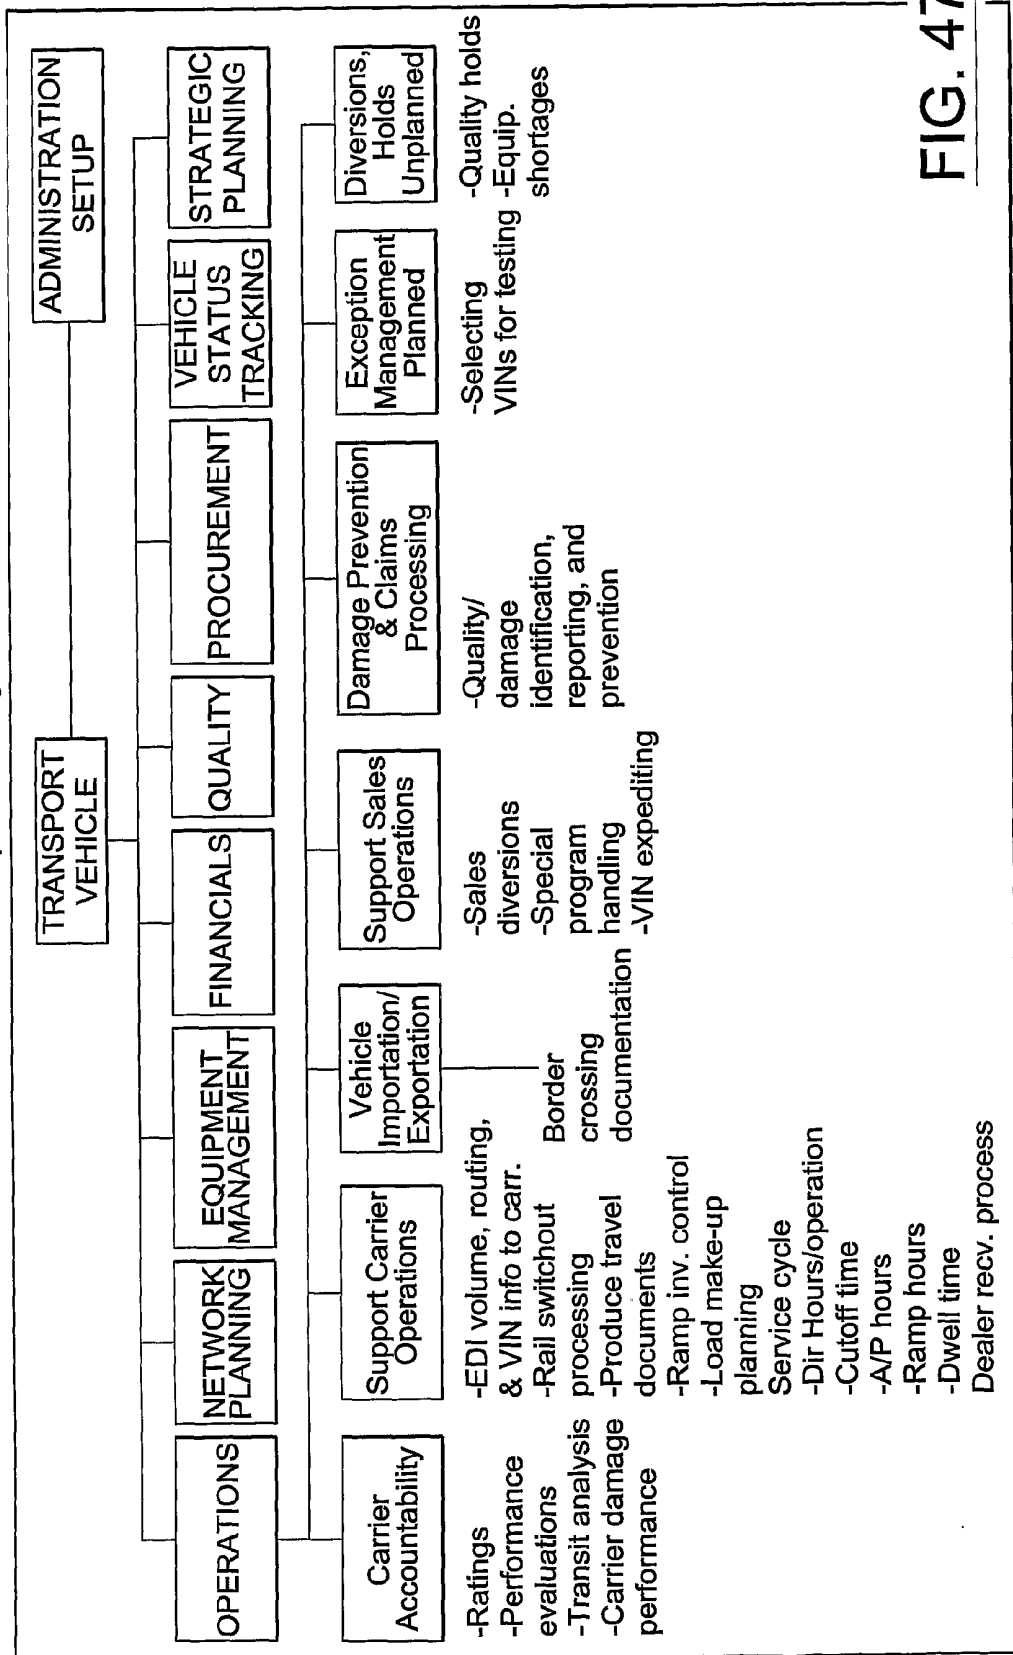 TRANSPORT
VEHICLE
ADMINISTRATION
SETUP
OPERATIONS
NETWORK
PLANNING
EQUIPMENT
MANAGEMENT
FINANCIALS
QUALITY
PROCUREMENT
VEHICLE
STATUS
TRACKING
STRATEGIC
PLANNING
Carrier
Accountability
-Ratings
-Performance
evaluations
-Transit analysis
-Carrier damage
performance
Support Carrier
Operations
-EDI volume, routing,
& VIN info to carr.
-Rail switchout
processing
-Produce travel
documents
-Ramp inv. control
-Load make-up
planning
Service cycle
-Dir Hours/operation
-Cutoff time
-A/P hours
-Ramp hours
-Dwell time
Dealer recv. process
Vehicle
Importation/
Exportation
Border
crossing
documentation
Support Sales
Operations
-Sales
diversions
-Special
program
handling
-VIN expediting
Damage Prevention
& Claims
Processing
-Quality/
damage
identification,
reporting, and
prevention
Exception
Management
Planned
-Selecting
VINs for testing
Diversions,
Holds
Unplanned
-Quality holds
-Equip.
shortages
FIG. 47